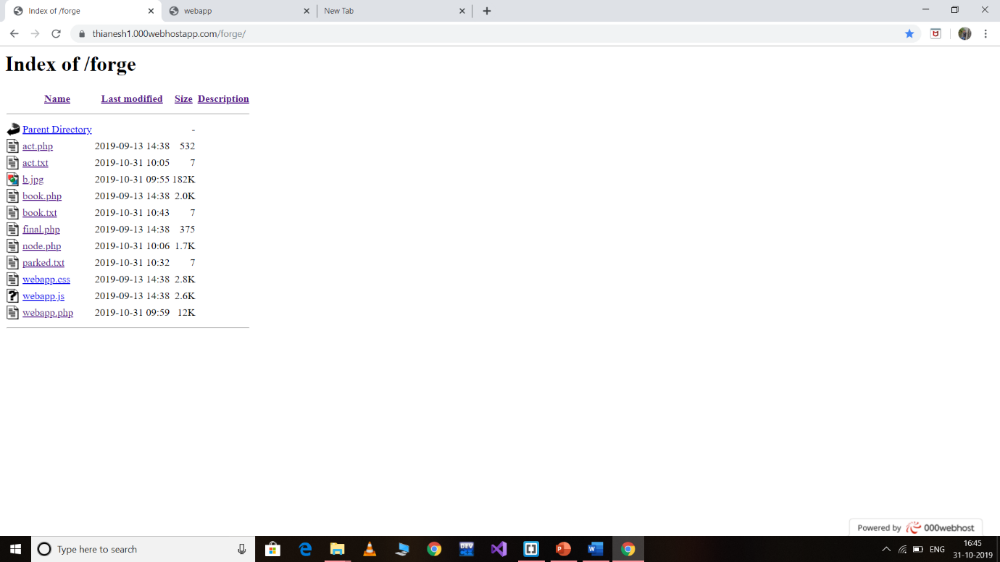 Index of /forge
webapp
New Tab
thianesh1.000webhostapp.com/forge/
Index of /forge
Name Last modified Size Description
Parent Directory -
act.php 2019-09-13 14:38 532
act.txt 2019-10-31 10:05 7
b.jpg 2019-10-31 09:55 182K
book.php 2019-09-13 14:38 2.0K
book.txt 2019-10-31 10:43 7
final.php 2019-09-13 14:38 375
node.php 2019-10-31 10:06 1.7K
parked.txt 2019-10-31 10:32 7
webapp.css 2019-09-13 14:38 2.8K
webapp.js 2019-09-13 14:38 2.6K
webapp.php 2019-10-31 09:59 12K
Powered by 000webhost
Type here to search
DEV
ENG
16:45
31-10-2019